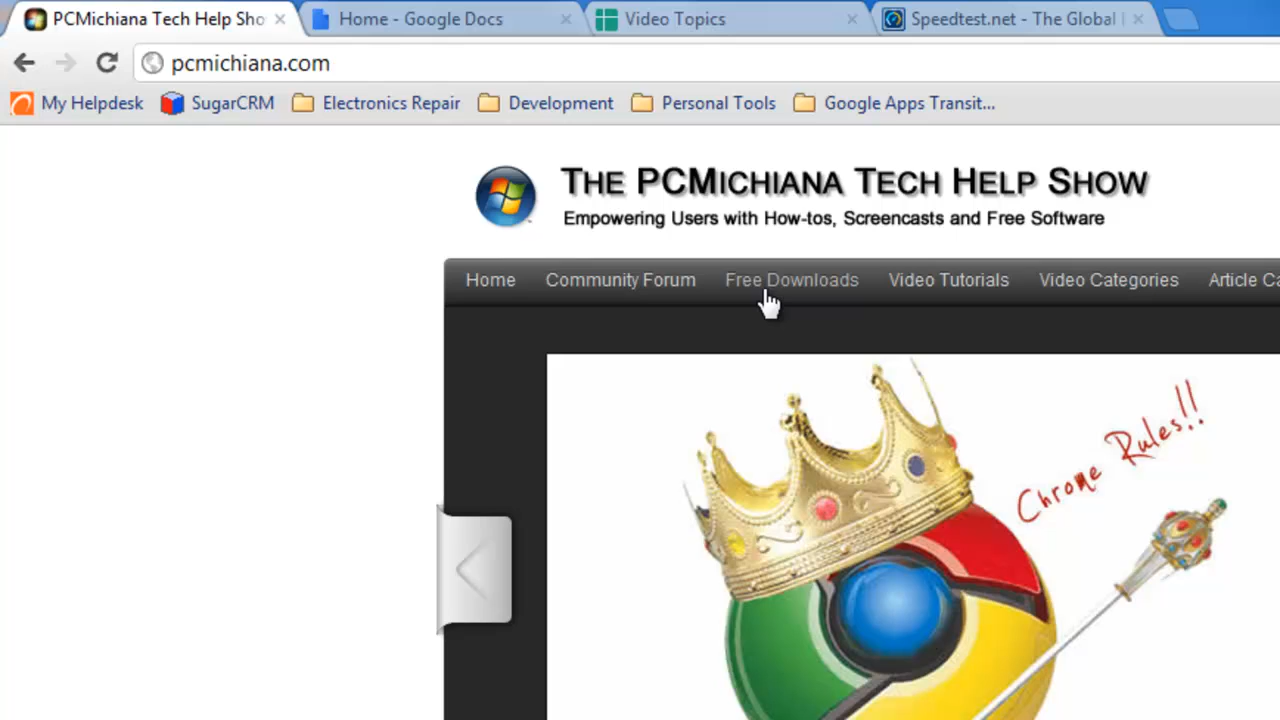 PCMichiana Tech Help Sho
Home - Google Docs
Video Topics
Speedtest.net - The Global
pcmichiana.com
My Helpdesk
SugarCRM
Electronics Repair
Development
Personal Tools
Google Apps Transit...
THE PCMICHIANA TECH HELP SHOW
Empowering Users with How-tos, Screencasts and Free Software
Home
Community Forum
Free Downloads
Video Tutorials
Video Categories
Article Ca
Chrome Rules!!